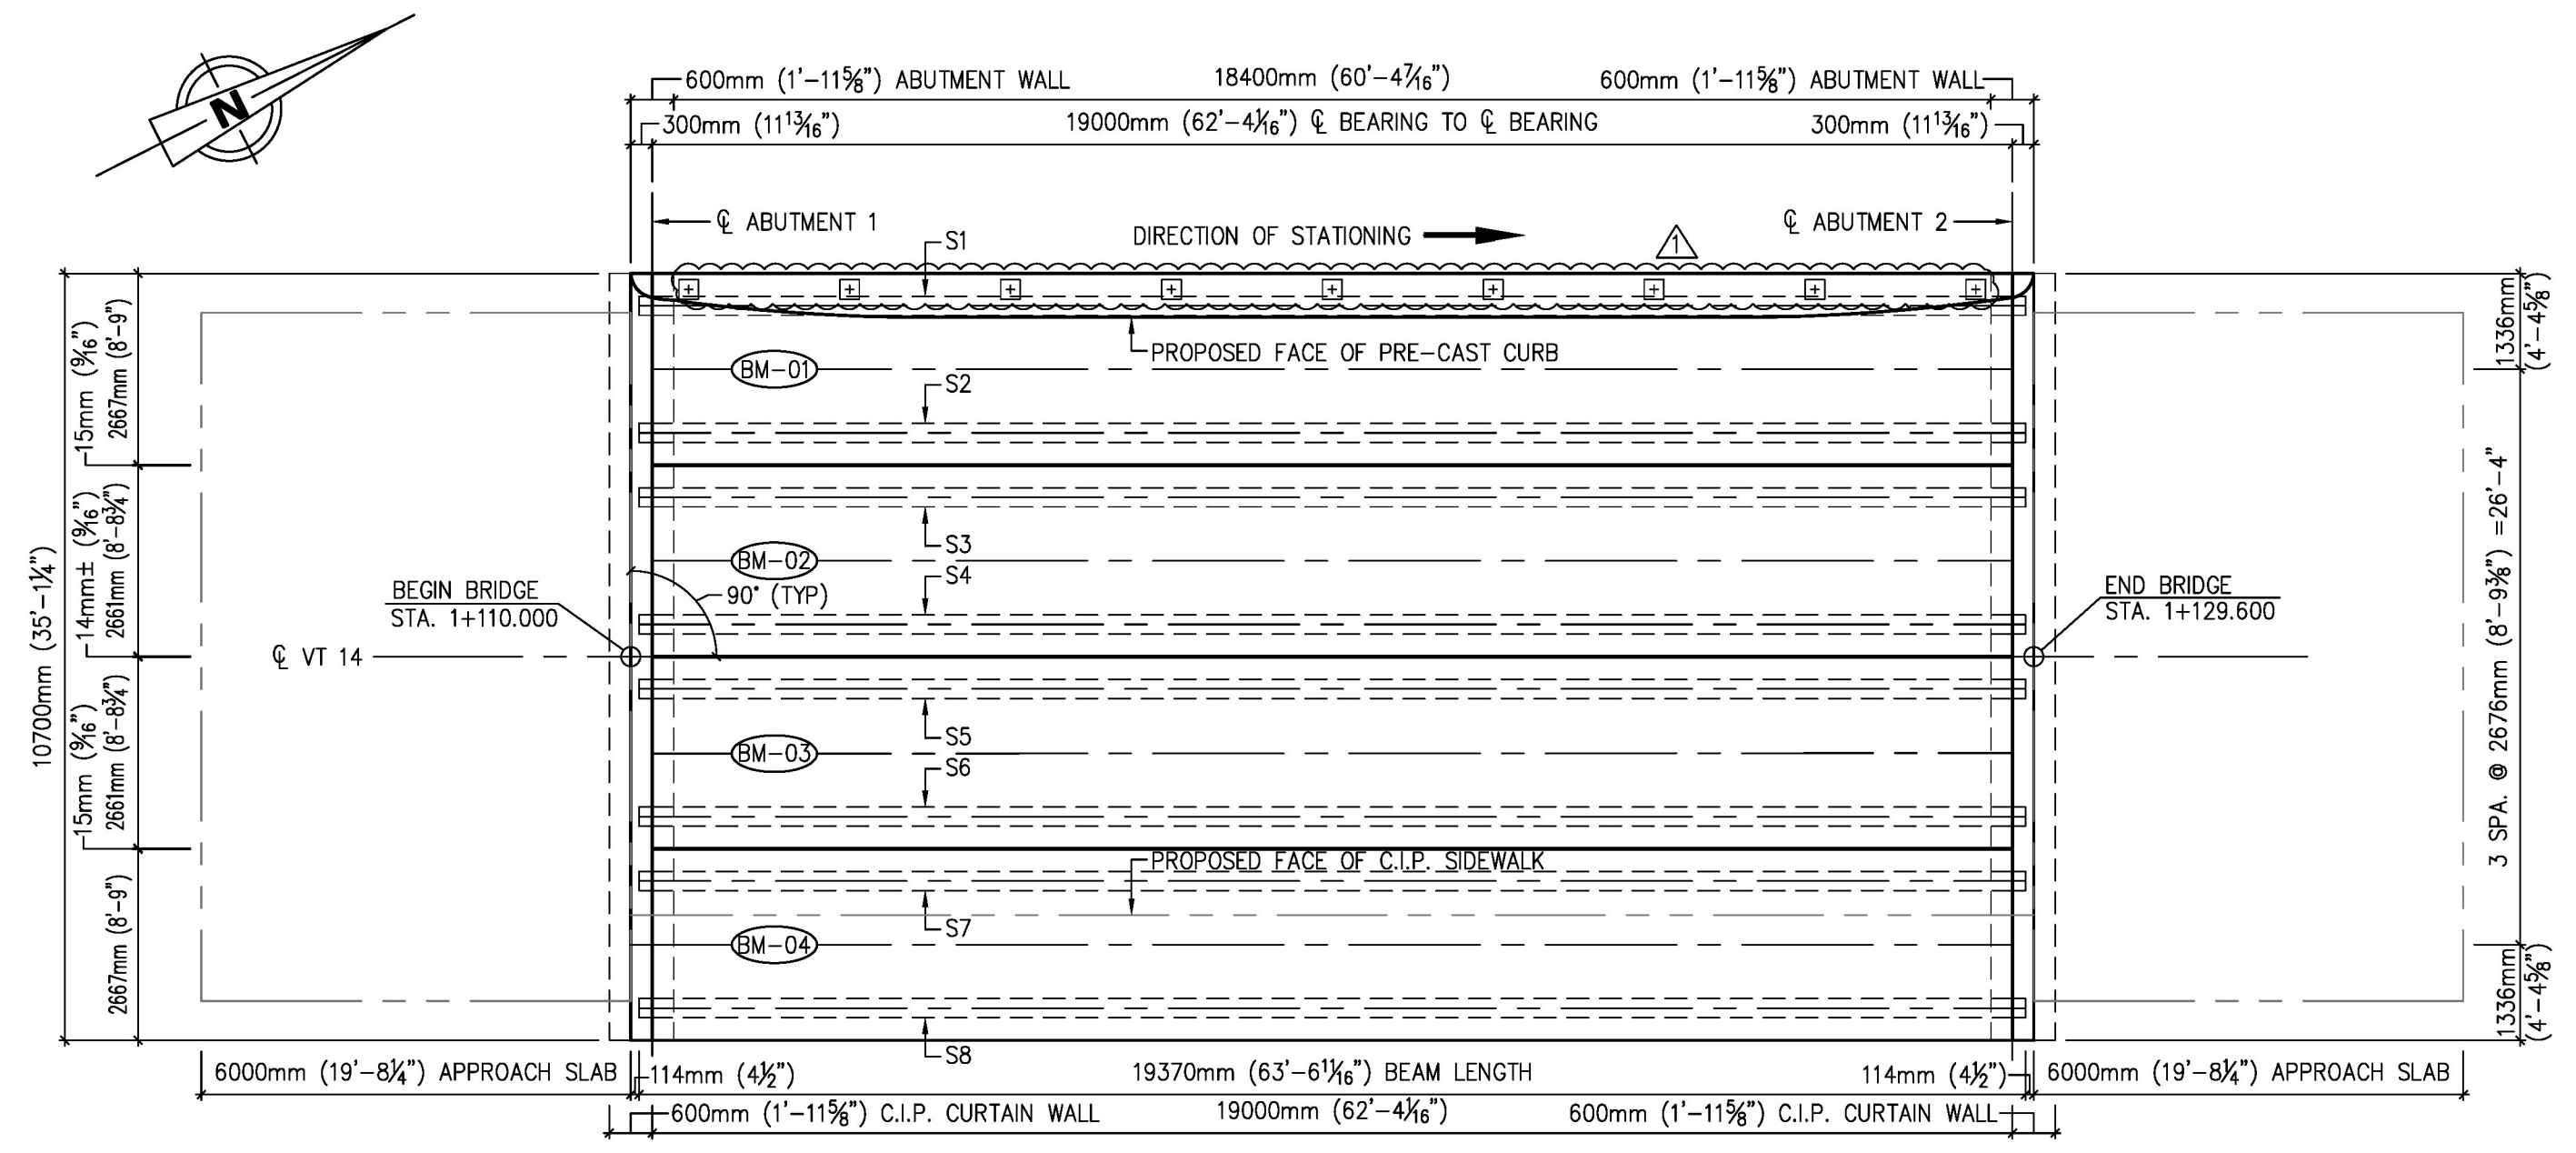 N
600mm (1'-11⅝") ABUTMENT WALL
18400mm (60'-4⁷⁄₁₆")
600mm (1'-11⅝") ABUTMENT WALL
300mm (11¹³⁄₁₆")
19000mm (62'-4¹⁄₁₆") ℄ BEARING TO ℄ BEARING
300mm (11¹³⁄₁₆")
℄ ABUTMENT 1
DIRECTION OF STATIONING
1
℄ ABUTMENT 2
S1
PROPOSED FACE OF PRE-CAST CURB
BM-01
S2
S3
BM-02
S4
90° (TYP)
BEGIN BRIDGE
STA. 1+110.000
END BRIDGE
STA. 1+129.600
℄ VT 14
S5
BM-03
S6
PROPOSED FACE OF C.I.P. SIDEWALK
S7
BM-04
S8
10700mm (35'-1¼")
15mm (⁹⁄₁₆")
2667mm (8'-9")
14mm± (⁹⁄₁₆")
2661mm (8'-8¾")
15mm (⁹⁄₁₆")
2661mm (8'-8¾")
2667mm (8'-9")
1336mm
(4'-4⅝")
3 SPA. @ 2676mm (8'-9⅜") =26'-4"
1336mm
(4'-4⅝")
6000mm (19'-8¼") APPROACH SLAB
114mm (4½")
19370mm (63'-6¹¹⁄₁₆") BEAM LENGTH
114mm (4½")
6000mm (19'-8¼") APPROACH SLAB
600mm (1'-11⅝") C.I.P. CURTAIN WALL
19000mm (62'-4¹⁄₁₆")
600mm (1'-11⅝") C.I.P. CURTAIN WALL